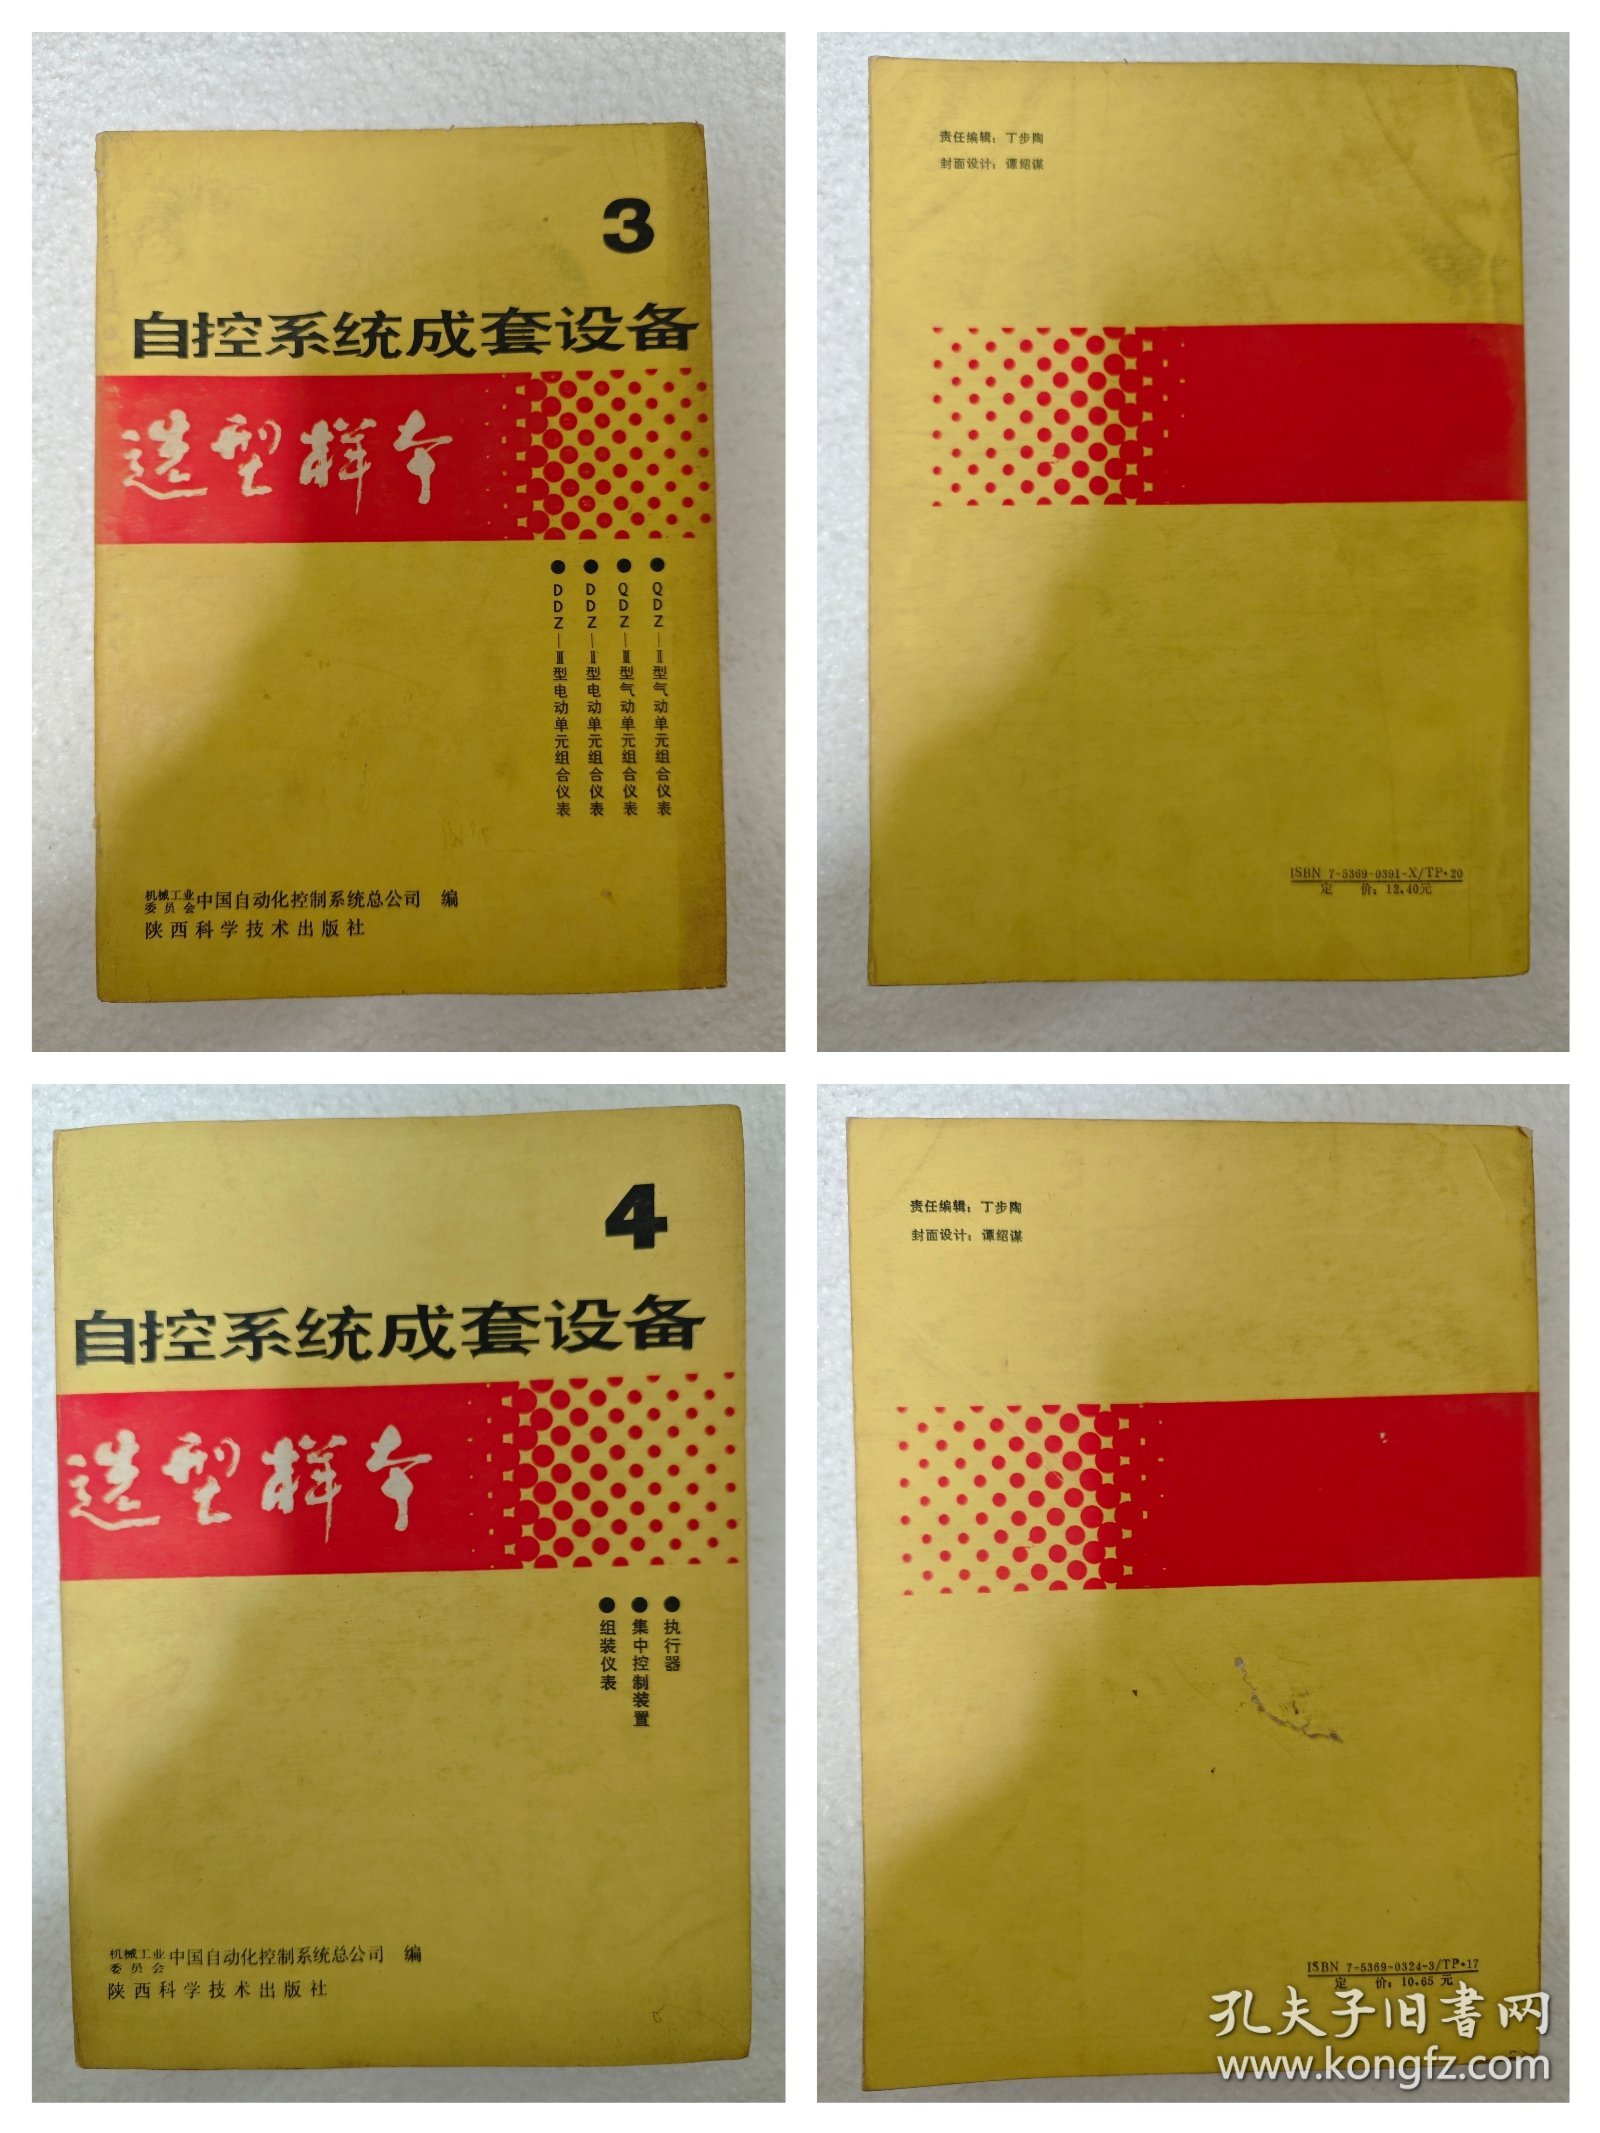 3
自控系统成套设备
选型样本
●QDZ—Ⅱ型气动单元组合仪表
●QDZ—Ⅲ型气动单元组合仪表
●DDZ—Ⅱ型电动单元组合仪表
●DDZ—Ⅲ型电动单元组合仪表
机械工业委员会 中国自动化控制系统总公司 编
陕西科学技术出版社
责任编辑：丁步陶
封面设计：谭绍谋
ISBN 7-5369-0391-X/TP·20
定 价：12.40元
4
自控系统成套设备
选型样本
●执行器
●集中控制装置
●组装仪表
机械工业委员会 中国自动化控制系统总公司 编
陕西科学技术出版社
责任编辑：丁步陶
封面设计：谭绍谋
ISBN 7-5369-0324-3/TP·17
定 价：10.65 元
孔夫子旧书网
www.kongfz.com